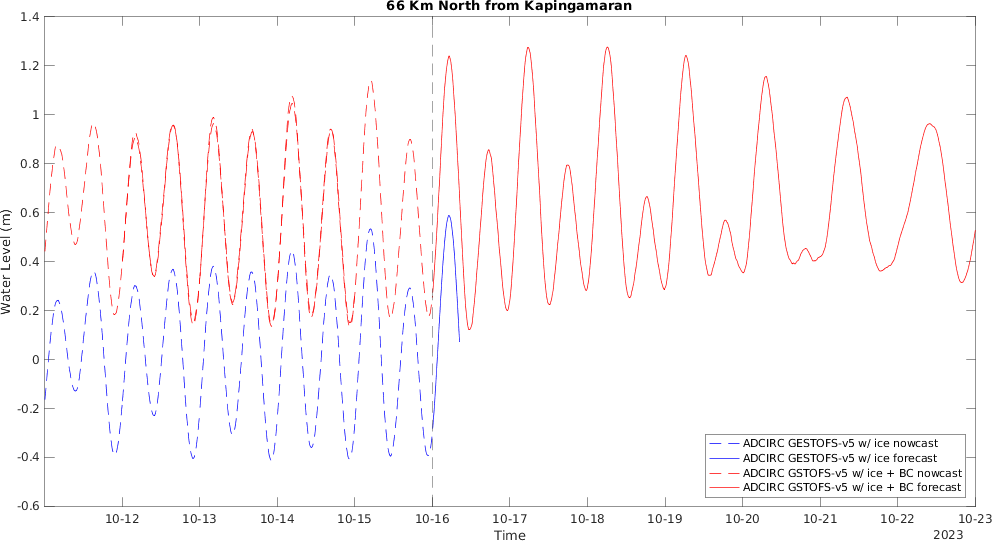 66 Km North from Kapingamaran
Water Level (m)
1.4
1.2
1
0.8
0.6
0.4
0.2
0
-0.2
-0.4
-0.6
10-12 10-13 10-14 10-15 10-16 10-17 10-18 10-19 10-20 10-21 10-22 10-23
Time
2023
ADCIRC GESTOFS-v5 w/ ice nowcast
ADCIRC GESTOFS-v5 w/ ice forecast
ADCIRC GSTOFS-v5 w/ ice + BC nowcast
ADCIRC GSTOFS-v5 w/ ice + BC forecast